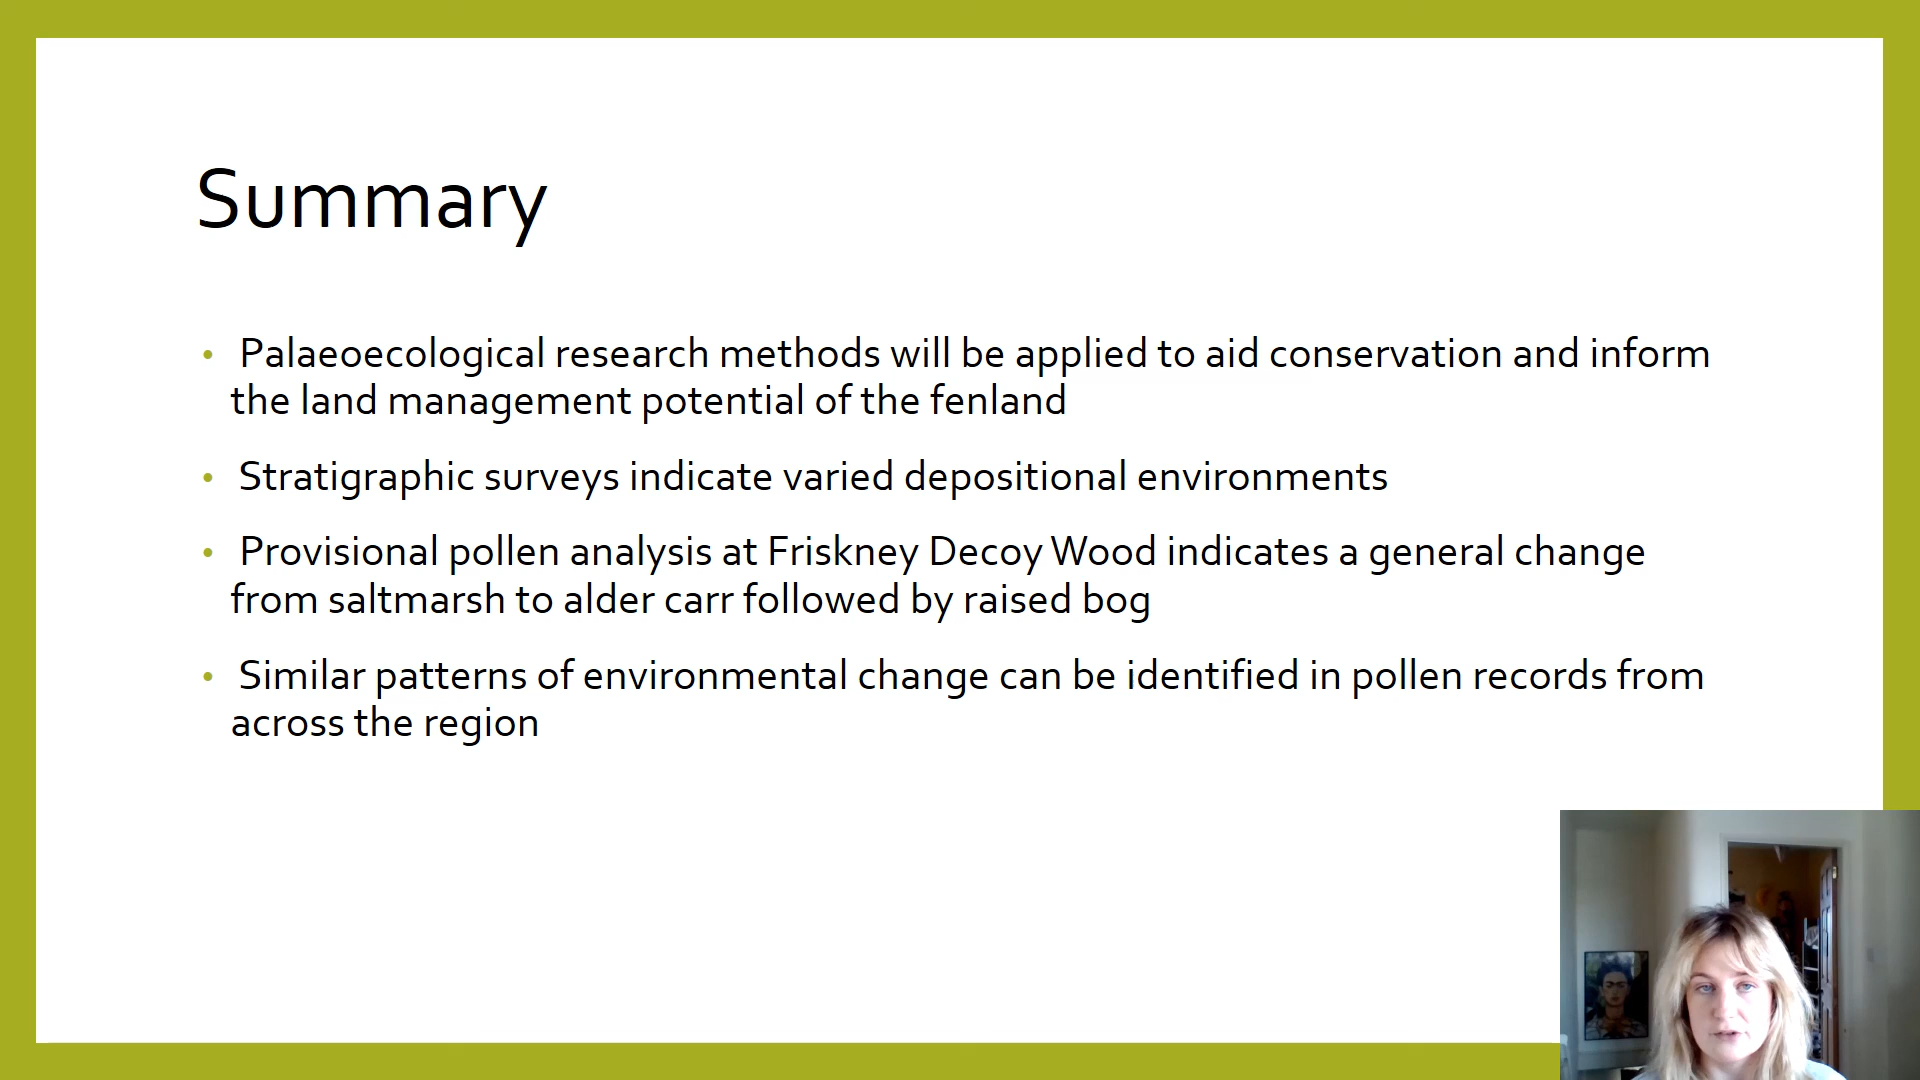 Summary
• Palaeoecological research methods will be applied to aid conservation and inform
the land management potential of the fenland
• Stratigraphic surveys indicate varied depositional environments
• Provisional pollen analysis at Friskney Decoy Wood indicates a general change
from saltmarsh to alder carr followed by raised bog
• Similar patterns of environmental change can be identified in pollen records from
across the region